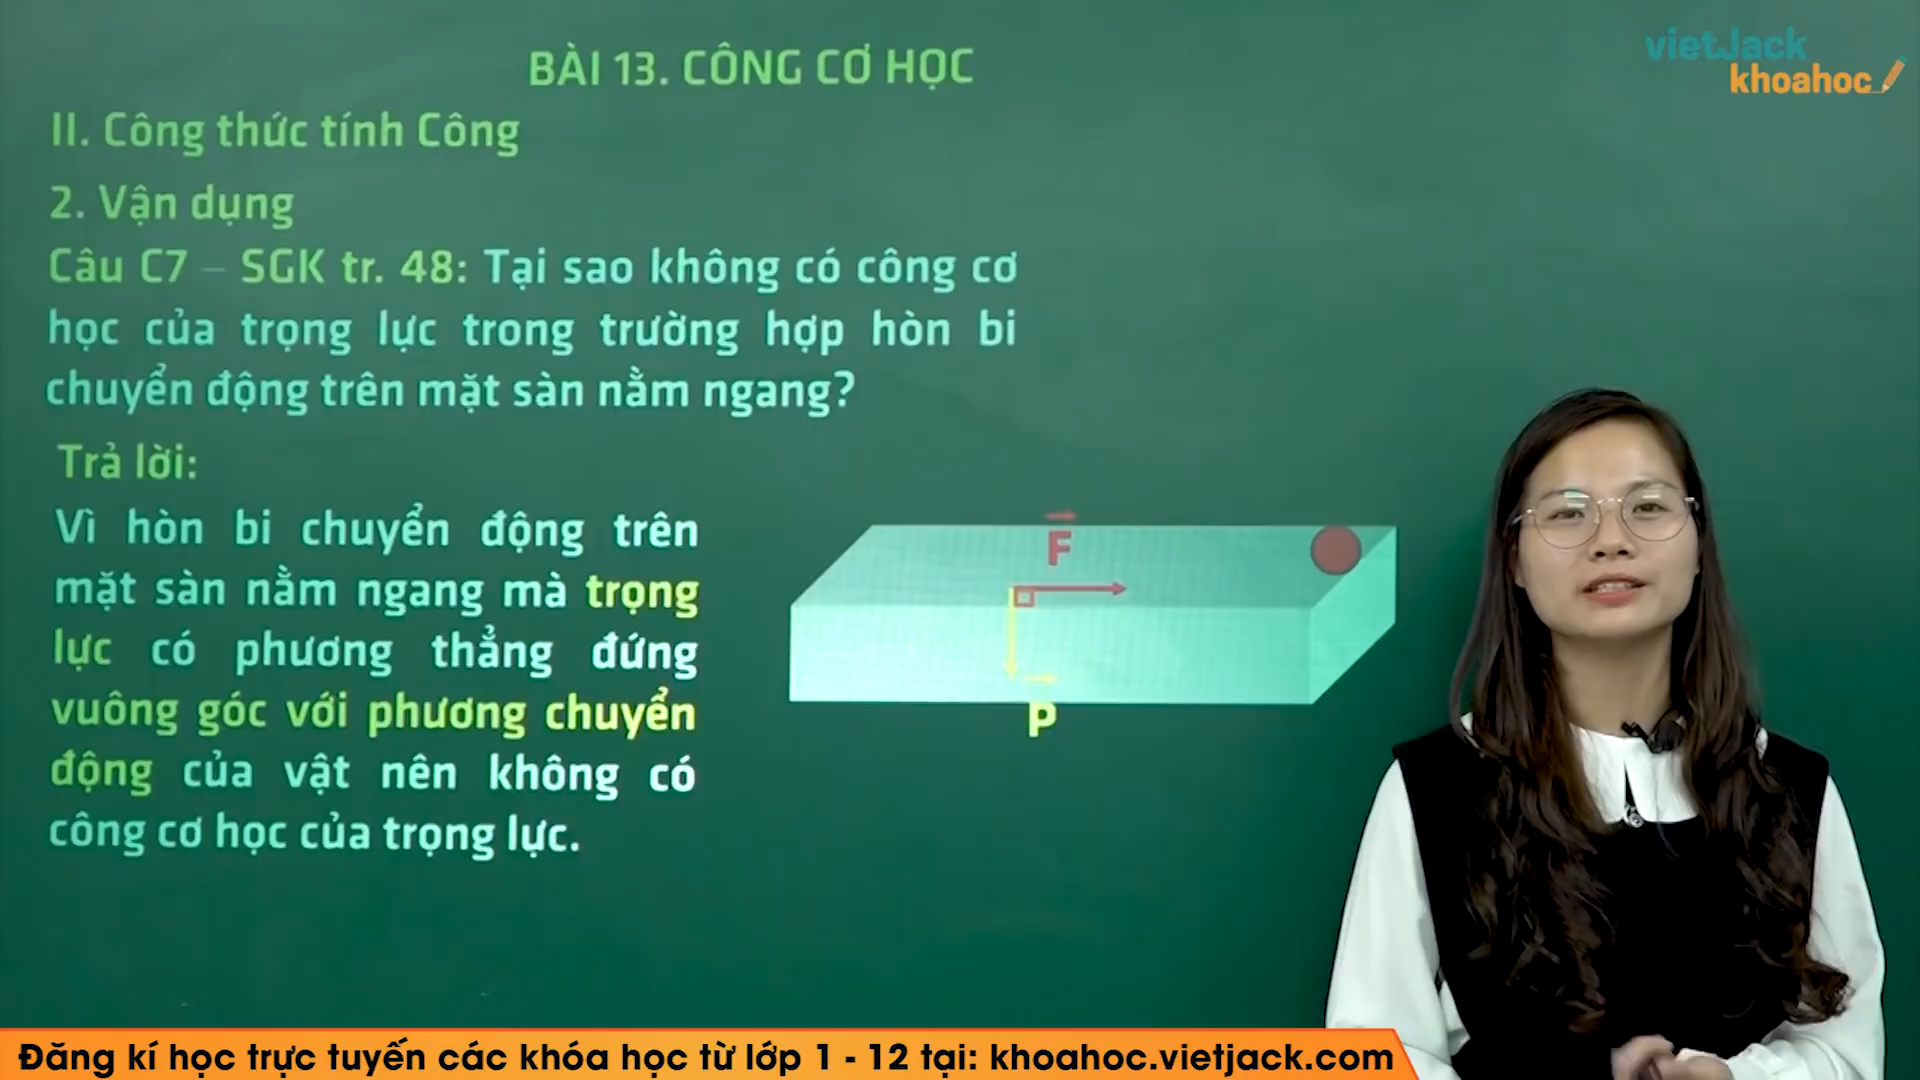 BÀI 13. CÔNG CƠ HỌC
vietJack
khoahoc
II. Công thức tính Công
2. Vận dụng
Câu C7 – SGK tr. 48: Tại sao không có công cơ
học của trọng lực trong trường hợp hòn bi
chuyển động trên mặt sàn nằm ngang?
Trả lời:
Vì hòn bi chuyển động trên
mặt sàn nằm ngang mà trọng
lực có phương thẳng đứng
vuông góc với phương chuyển
động của vật nên không có
công cơ học của trọng lực.
F
P
Đăng kí học trực tuyến các khóa học từ lớp 1 - 12 tại: khoahoc.vietjack.com